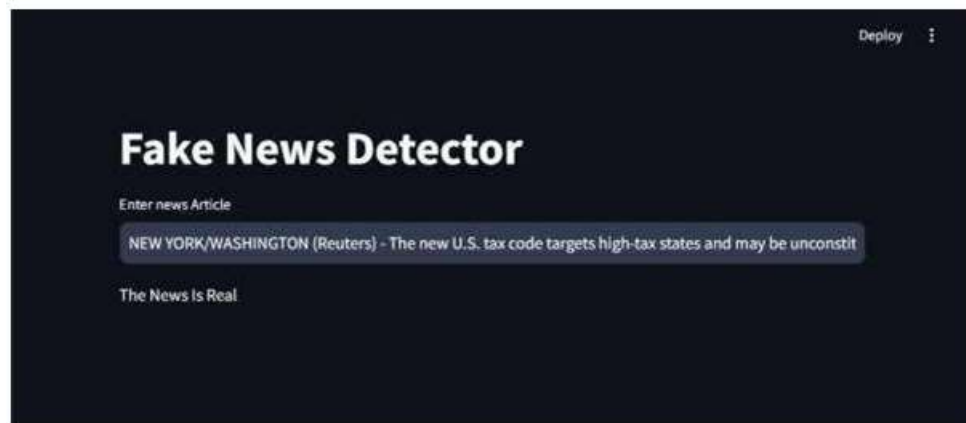 Deploy
Fake News Detector
Enter news Article
NEW YORK/WASHINGTON (Reuters) - The new U.S. tax code targets high-tax states and may be unconstit
The News Is Real